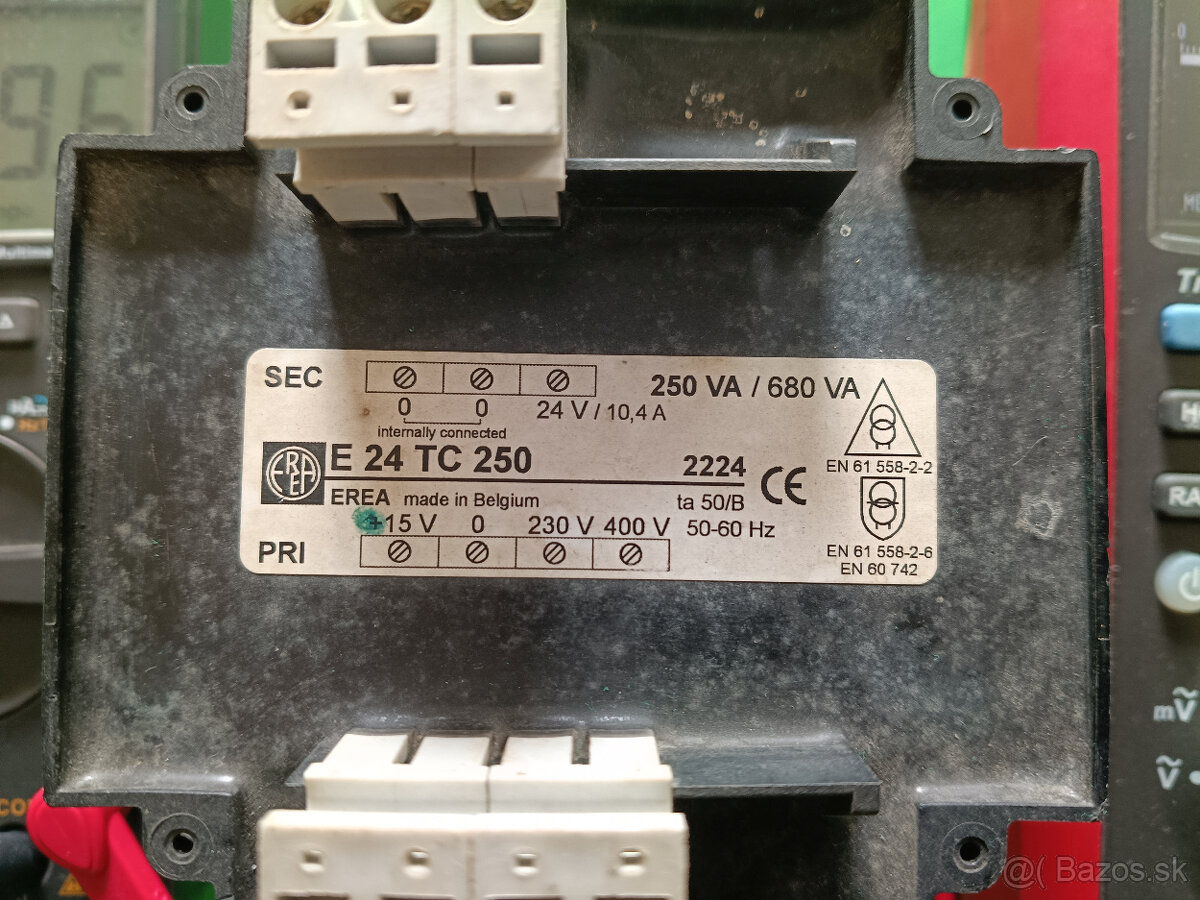 SEC
0 0 24 V / 10,4 A
250 VA / 680 VA
internally connected
EREA
E 24 TC 250
2224
CE
EN 61 558-2-2
EREA made in Belgium
ta 50/B
+15 V 0 230 V 400 V 50-60 Hz
PRI
EN 61 558-2-6
EN 60 742
mV
V
Bazos.sk